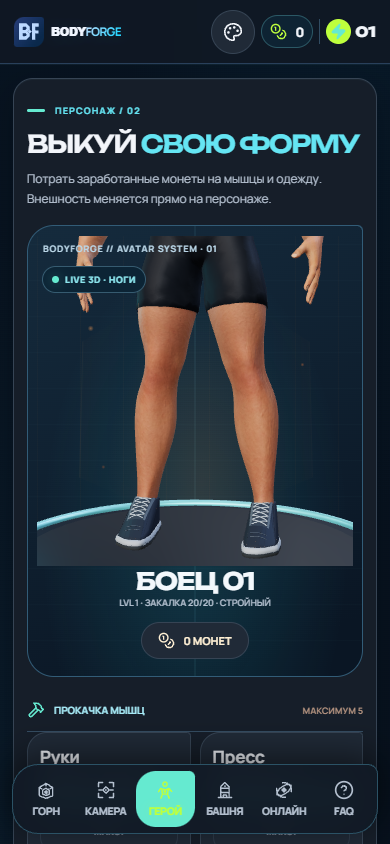 BF BODYFORGE
0
01
ПЕРСОНАЖ / 02
ВЫКУЙ СВОЮ ФОРМУ
Потрать заработанные монеты на мышцы и одежду.
Внешность меняется прямо на персонаже.
BODYFORGE // AVATAR SYSTEM · 01
LIVE 3D · НОГИ
БОЕЦ 01
LVL 1 · ЗАКАЛКА 20/20 · СТРОЙНЫЙ
0 МОНЕТ
ПРОКАЧКА МЫШЦ
МАКСИМУМ 5
Руки
Пресс
ГОРН
КАМЕРА
ГЕРОЙ
БАШНЯ
ОНЛАЙН
FAQ